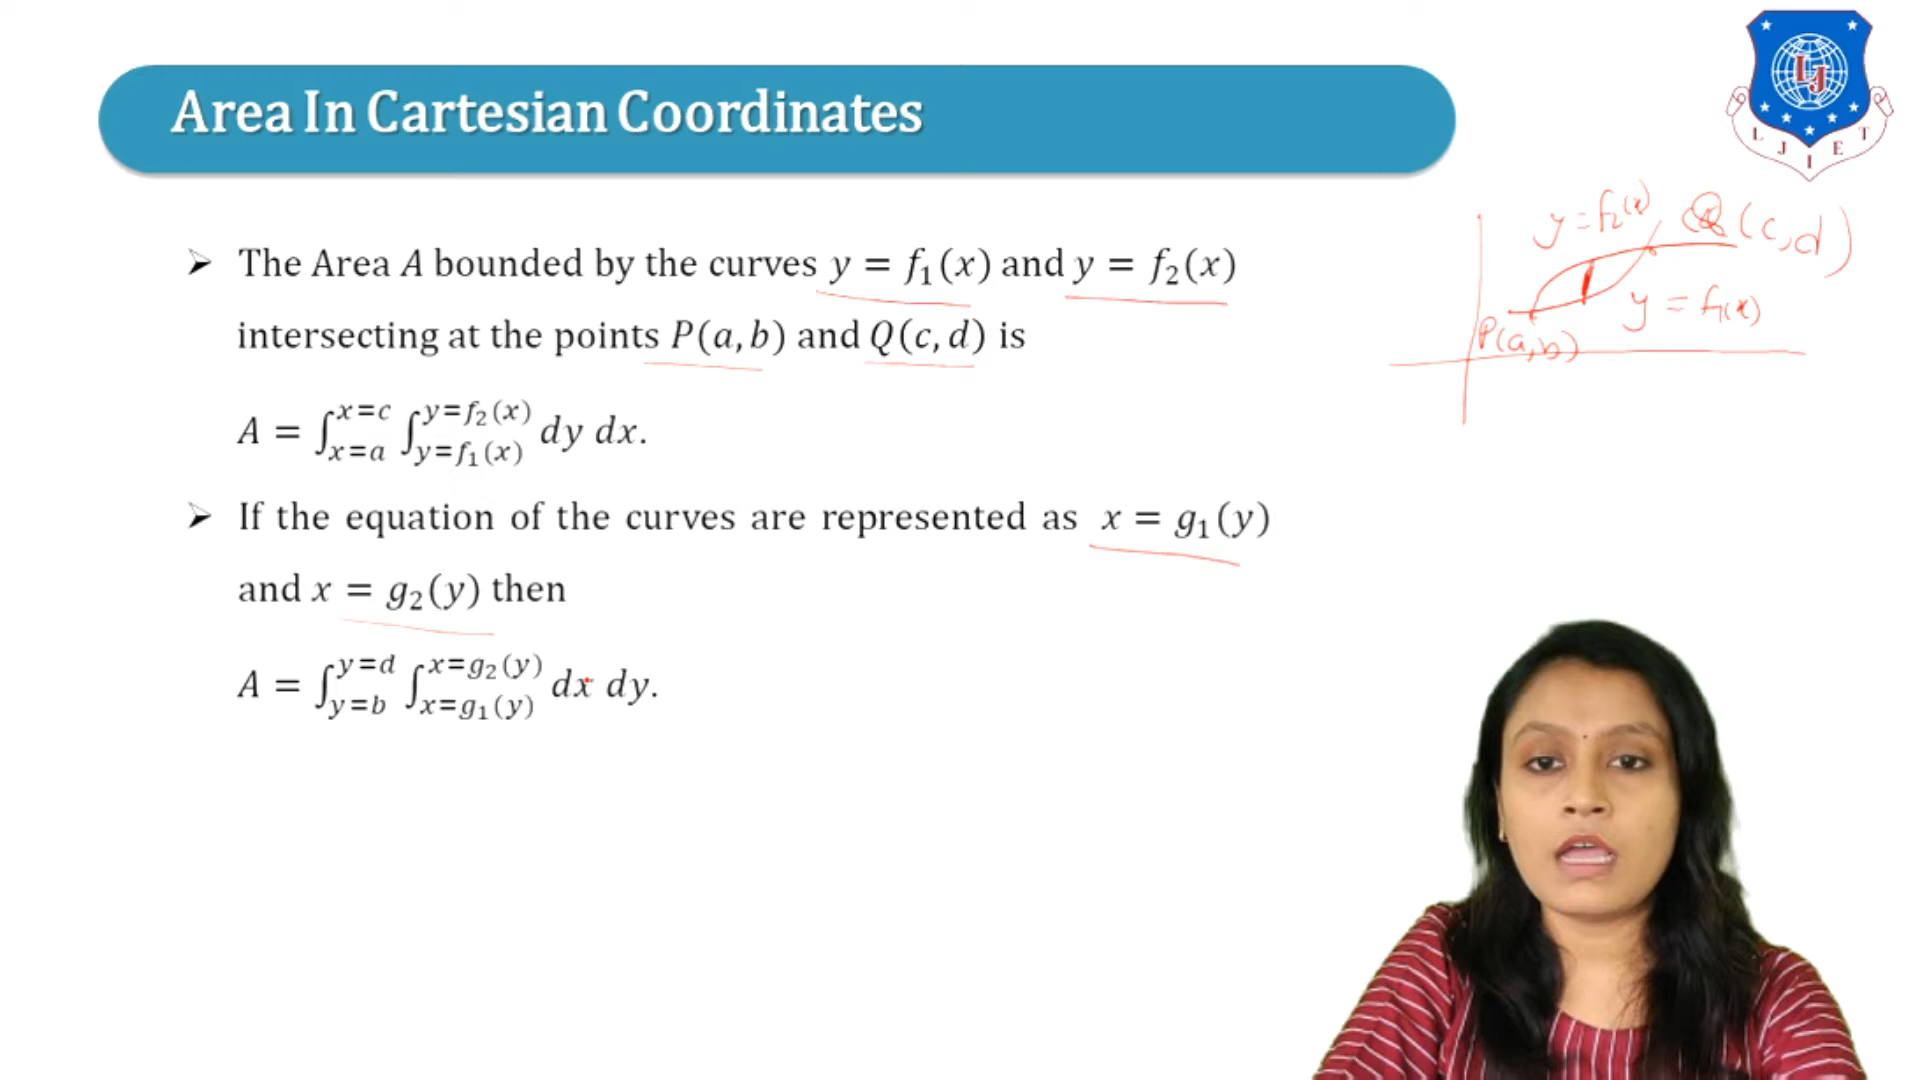 Area In Cartesian Coordinates
LJ
L J I E T
y = f₂(x) Q (c,d)
➢ The Area A bounded by the curves y = f₁(x) and y = f₂(x)
y = f₁(x)
intersecting at the points P(a, b) and Q(c, d) is
P(a,b)
A = ∫_{x=a}^{x=c} ∫_{y=f₁(x)}^{y=f₂(x)} dy dx.
➢ If the equation of the curves are represented as x = g₁(y)
and x = g₂(y) then
A = ∫_{y=b}^{y=d} ∫_{x=g₁(y)}^{x=g₂(y)} dx dy.